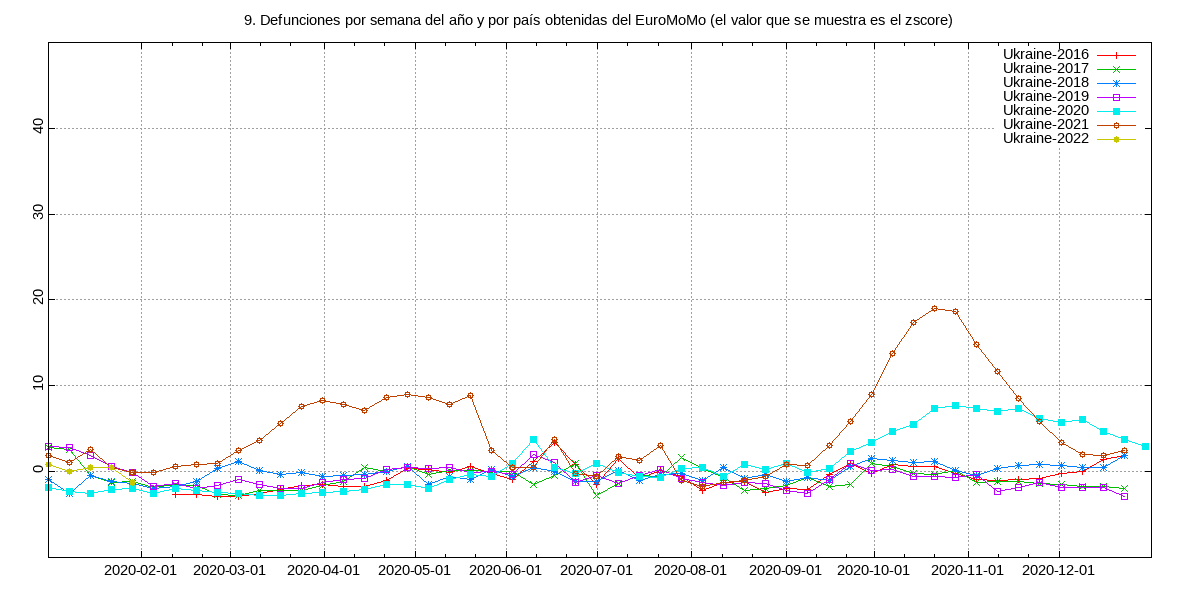 9. Defunciones por semana del año y por país obtenidas del EuroMoMo (el valor que se muestra es el zscore)
Ukraine-2016
Ukraine-2017
Ukraine-2018
Ukraine-2019
Ukraine-2020
Ukraine-2021
Ukraine-2022
40
30
20
10
0
2020-02-01 2020-03-01 2020-04-01 2020-05-01 2020-06-01 2020-07-01 2020-08-01 2020-09-01 2020-10-01 2020-11-01 2020-12-01